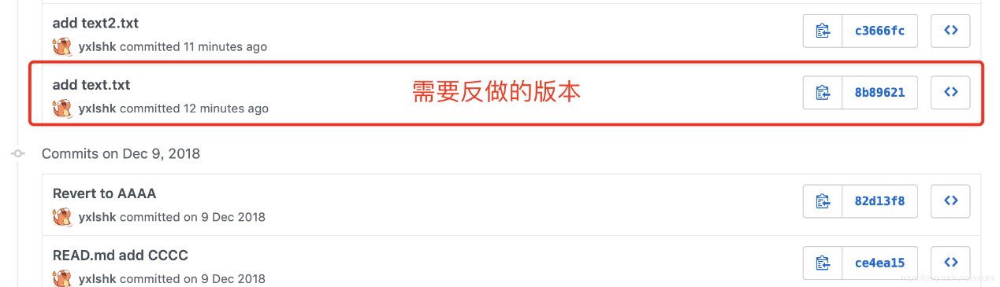 add text2.txt
yxlshk committed 11 minutes ago
c3666fc
add text.txt
需要反做的版本
yxlshk committed 12 minutes ago
8b89621
Commits on Dec 9, 2018
Revert to AAAA
yxlshk committed on 9 Dec 2018
82d13f8
READ.md add CCCC
yxlshk committed on 9 Dec 2018
ce4ea15
https://blog.csdn.net/yxlshk